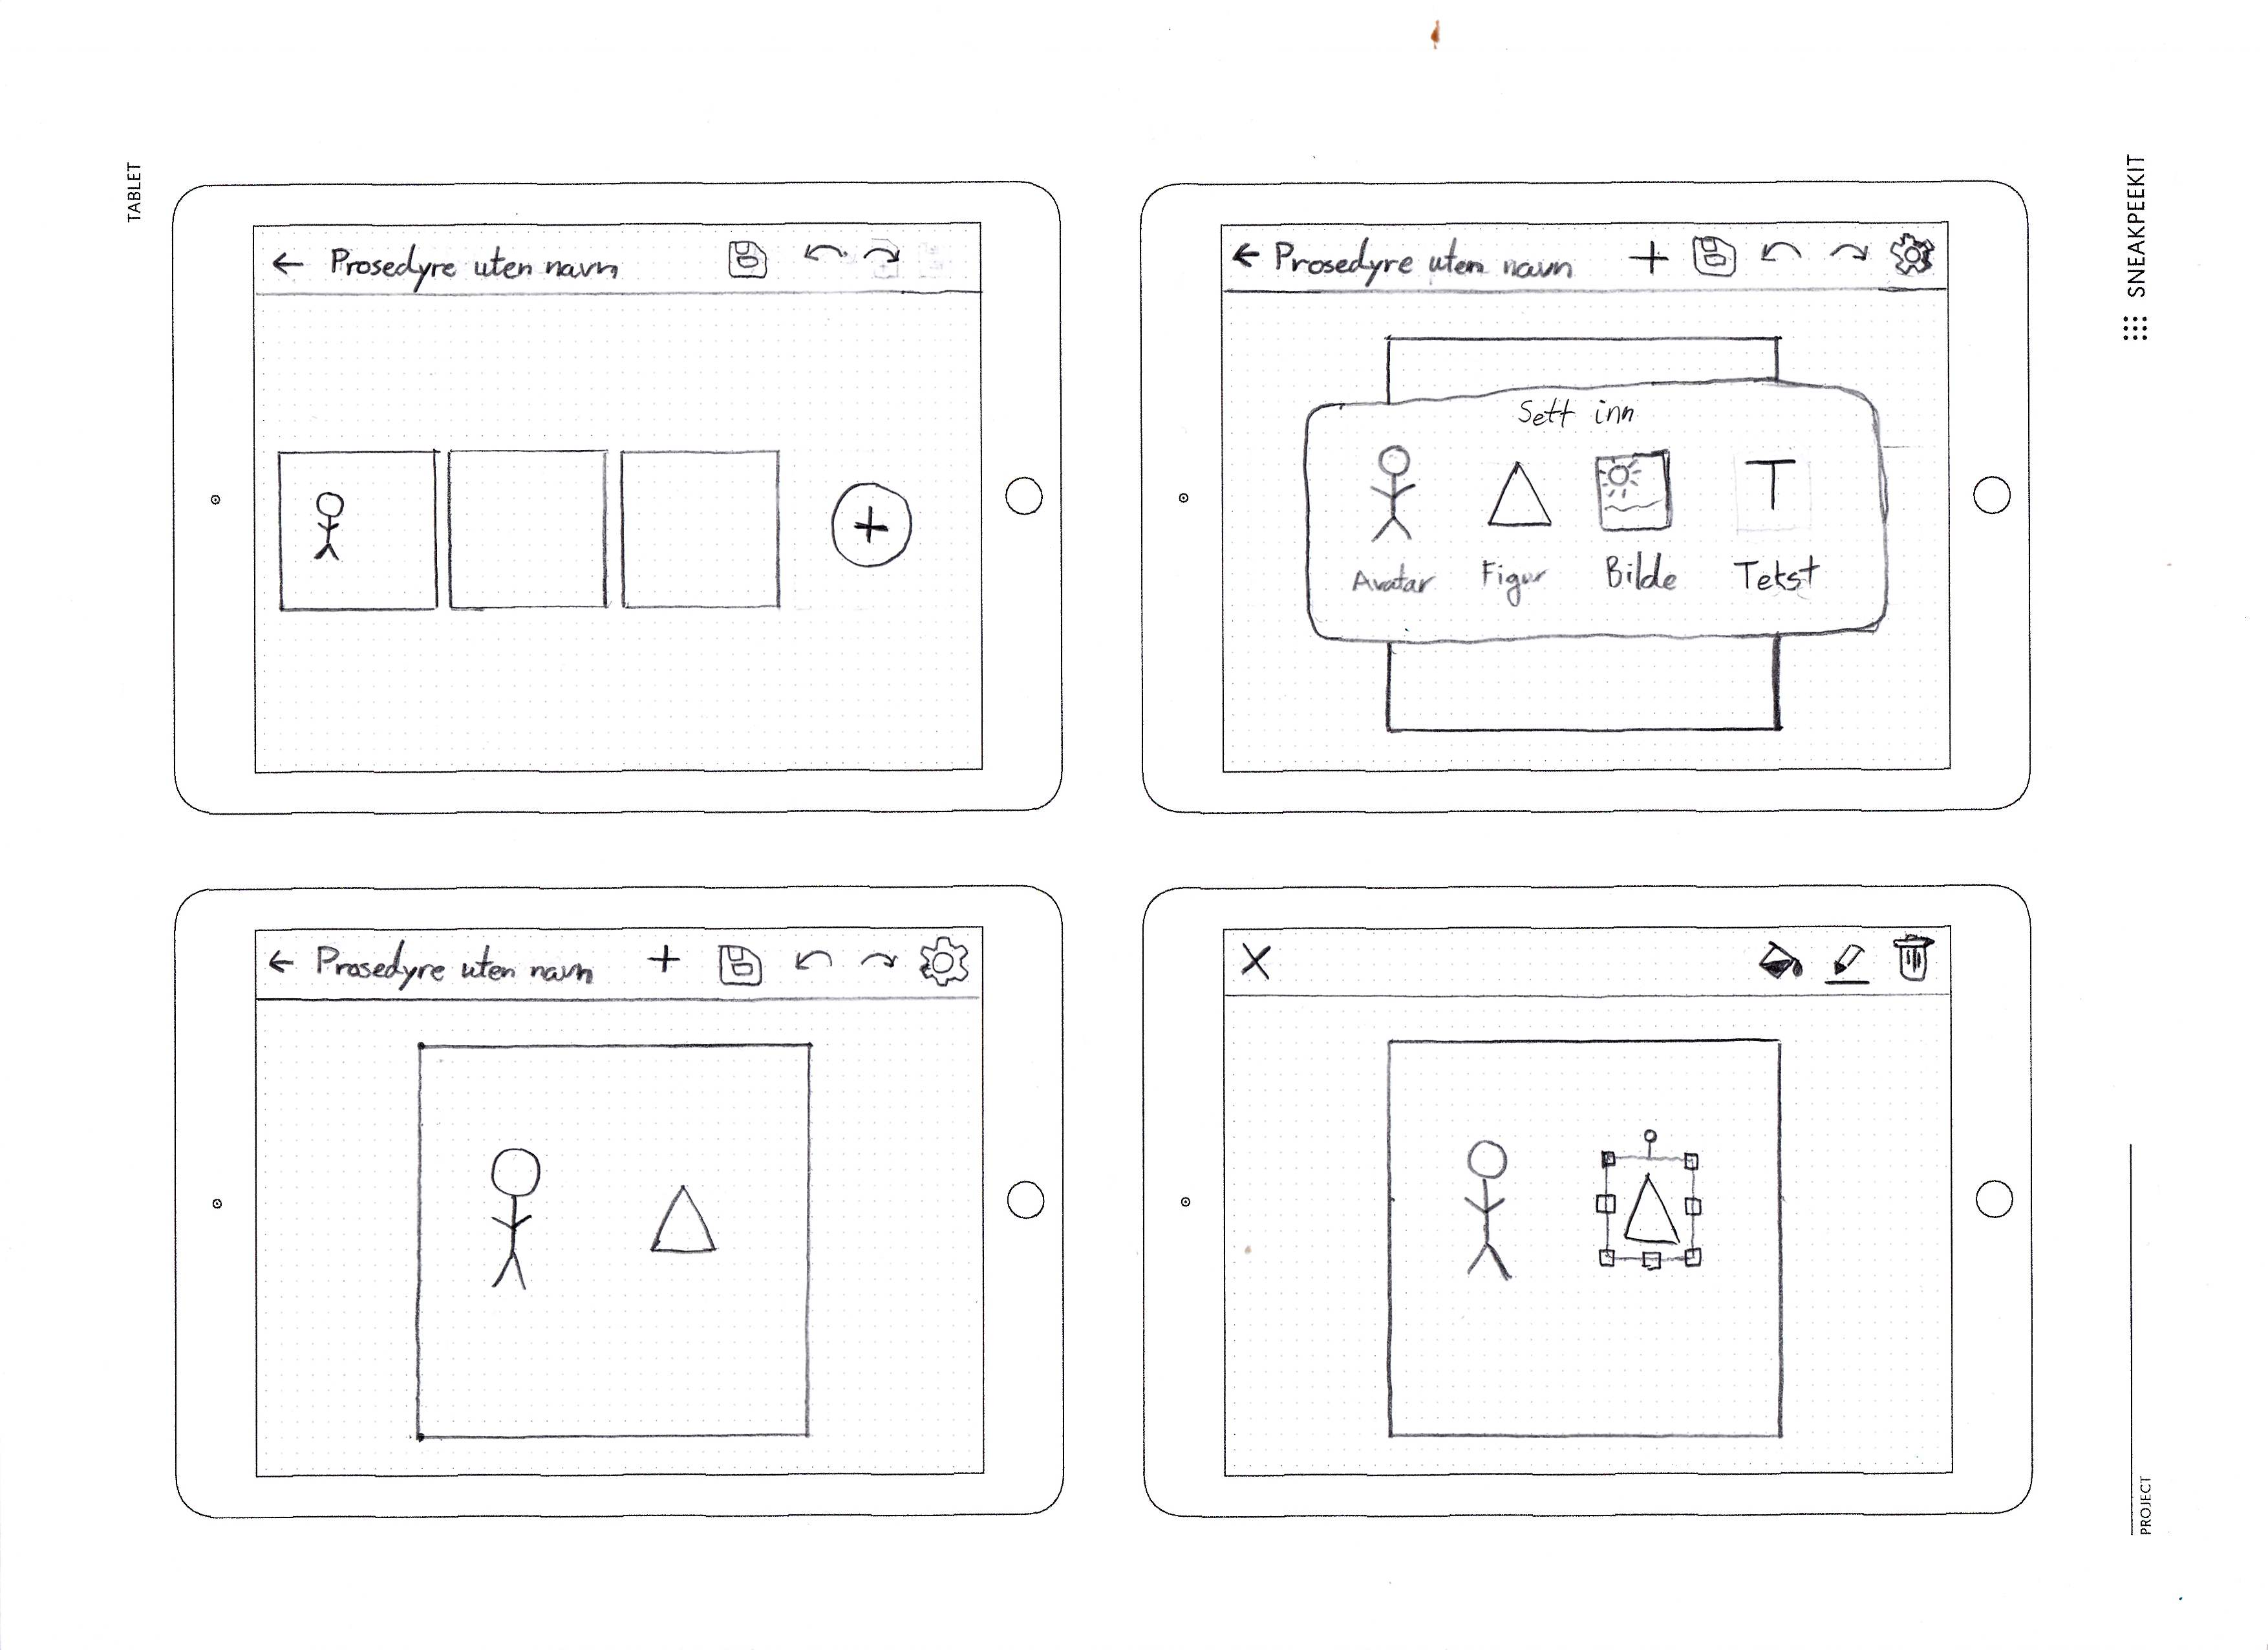 TABLET
SNEAKPEEKIT
← Prosedyre uten navn
← Prosedyre uten navn
Sett inn
Avatar Figur Bilde Tekst
T
← Prosedyre uten navn
X
PROJECT